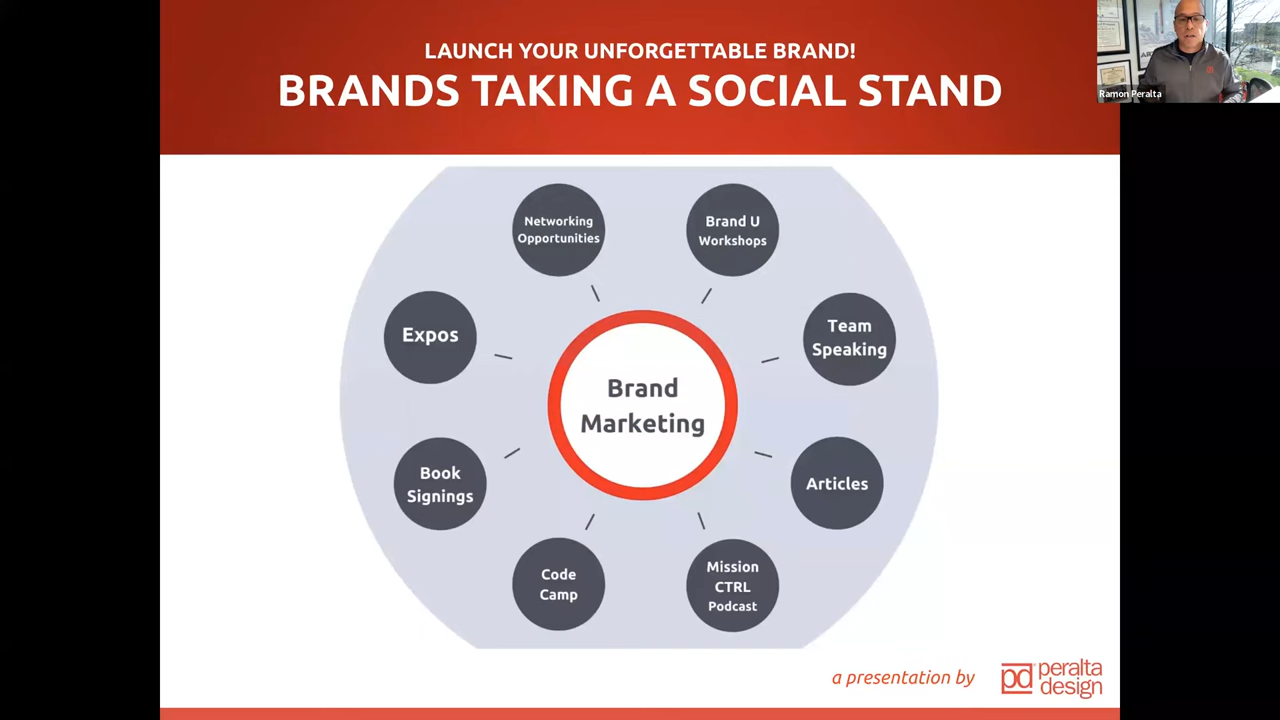 LAUNCH YOUR UNFORGETTABLE BRAND!
BRANDS TAKING A SOCIAL STAND
Ramon Peralta
Networking
Opportunities
Brand U
Workshops
Expos
Team
Speaking
Brand
Marketing
Book
Signings
Articles
Code
Camp
Mission
CTRL
Podcast
a presentation by
pd
peralta
design